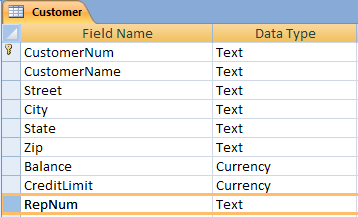 Customer
Field Name Data Type
CustomerNum Text
CustomerName Text
Street Text
City Text
State Text
Zip Text
Balance Currency
CreditLimit Currency
RepNum Text